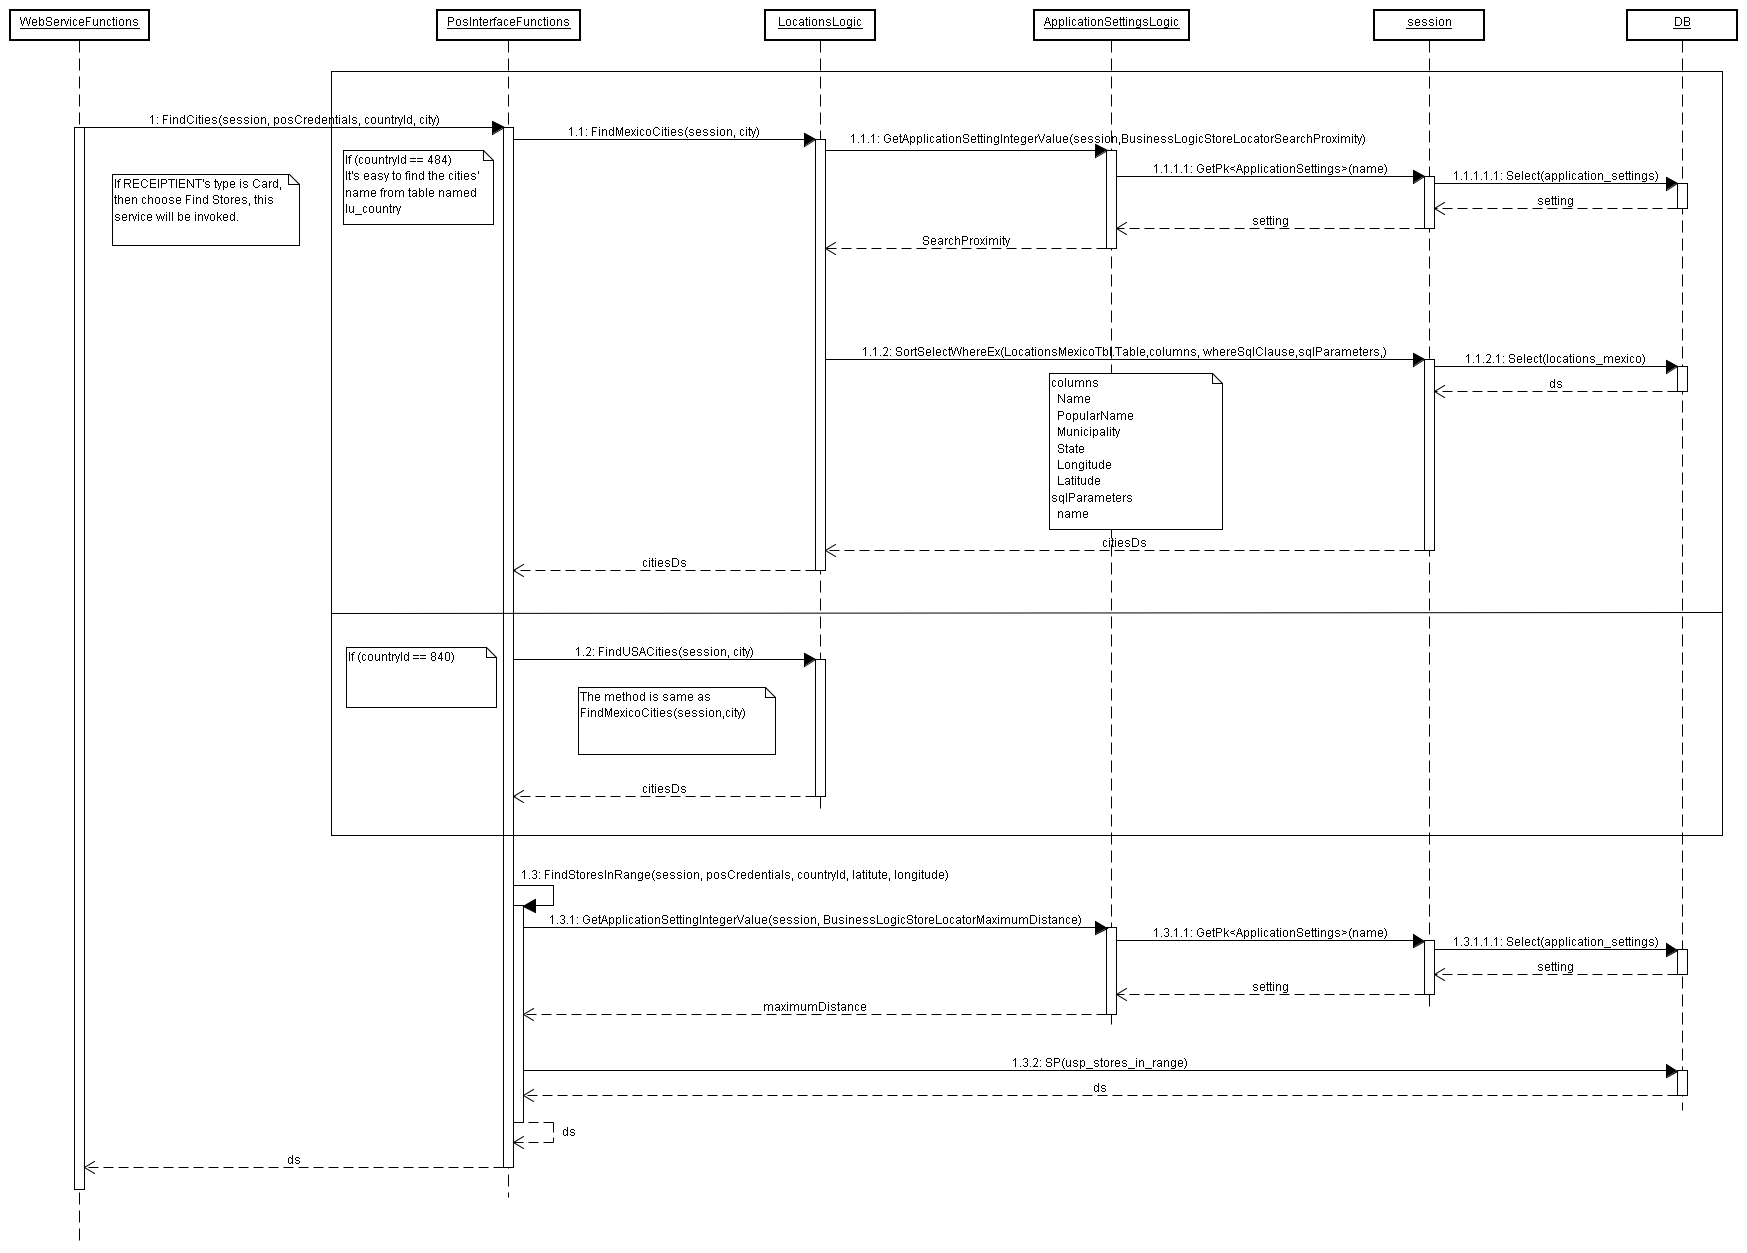 WebServiceFunctions
PosInterfaceFunctions
LocationsLogic
ApplicationSettingsLogic
session
DB
1: FindCities(session, posCredentials, countryId, city)
1.1: FindMexicoCities(session, city)
1.1.1: GetApplicationSettingIntegerValue(session,BusinessLogicStoreLocatorSearchProximity)
If (countryId == 484)
It's easy to find the cities'
name from table named
lu_country
1.1.1.1: GetPk<ApplicationSettings>(name)
1.1.1.1.1: Select(application_settings)
If RECEIPTIENT's type is Card,
then choose Find Stores, this
service will be invoked.
setting
setting
SearchProximity
1.1.2: SortSelectWhereEx(LocationsMexicoTbl.Table,columns, whereSqlClause,sqlParameters,)
1.1.2.1: Select(locations_mexico)
ds
columns
Name
PopularName
Municipality
State
Longitude
Latitude
sqlParameters
name
citiesDs
citiesDs
If (countryId == 840)
1.2: FindUSACities(session, city)
The method is same as
FindMexicoCities(session,city)
citiesDs
1.3: FindStoresInRange(session, posCredentials, countryId, latitute, longitude)
1.3.1: GetApplicationSettingIntegerValue(session, BusinessLogicStoreLocatorMaximumDistance)
1.3.1.1: GetPk<ApplicationSettings>(name)
1.3.1.1.1: Select(application_settings)
setting
setting
maximumDistance
1.3.2: SP(usp_stores_in_range)
ds
ds
ds